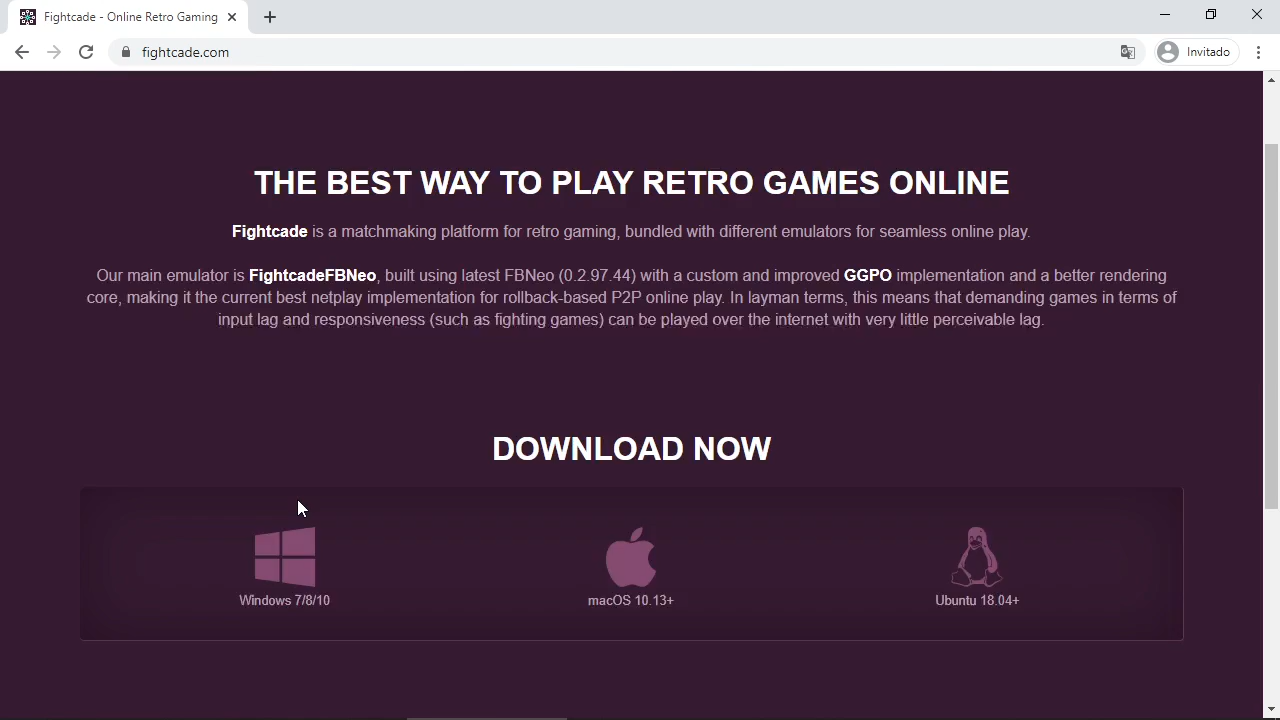 Fightcade - Online Retro Gaming
fightcade.com
Invitado
THE BEST WAY TO PLAY RETRO GAMES ONLINE
Fightcade is a matchmaking platform for retro gaming, bundled with different emulators for seamless online play.
Our main emulator is FightcadeFBNeo, built using latest FBNeo (0.2.97.44) with a custom and improved GGPO implementation and a better rendering
core, making it the current best netplay implementation for rollback-based P2P online play. In layman terms, this means that demanding games in terms of
input lag and responsiveness (such as fighting games) can be played over the internet with very little perceivable lag.
DOWNLOAD NOW
Windows 7/8/10
macOS 10.13+
Ubuntu 18.04+